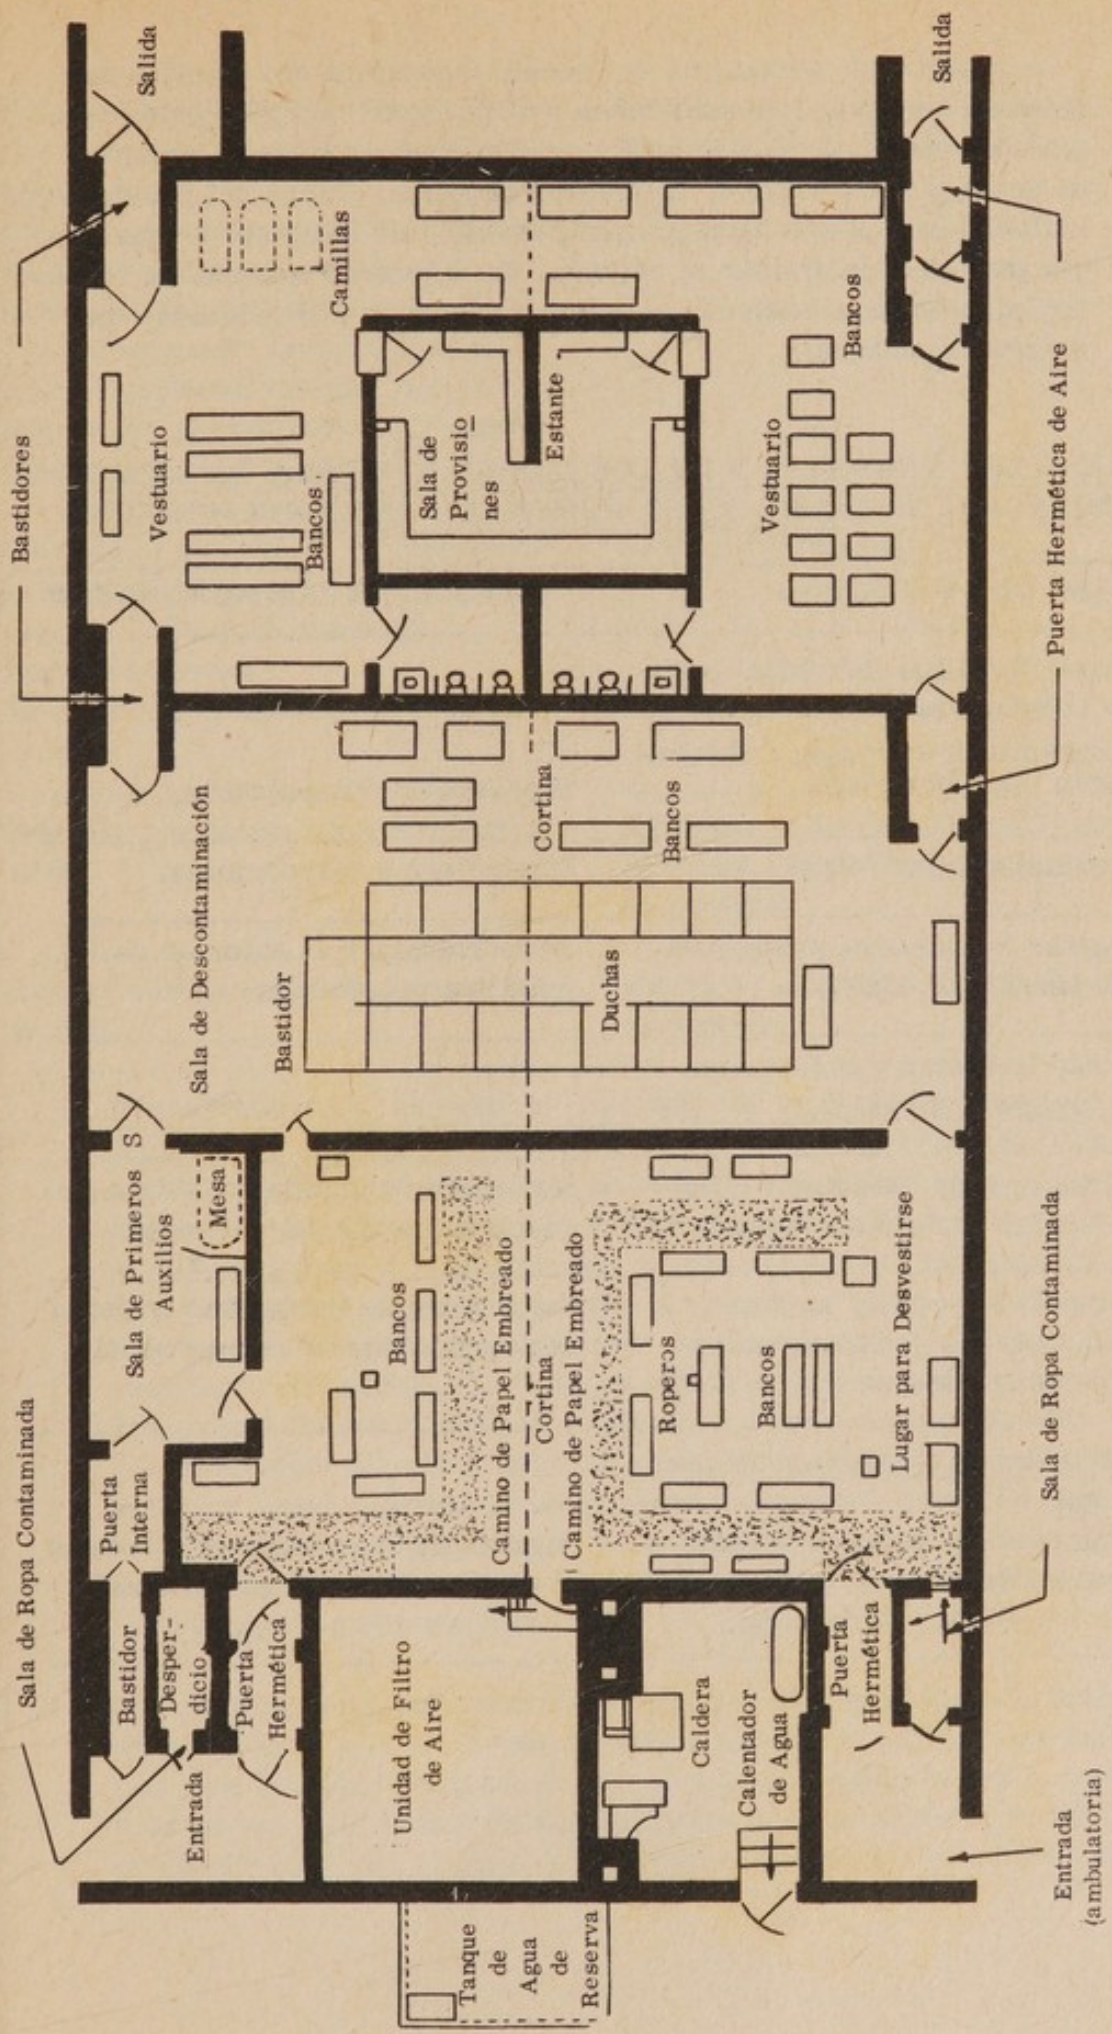 Sala de Ropa Contaminada
Bastidores
Salida
Puerta
Interna
Sala de Primeros
Auxilios
S
Mesa
Sala de Descontaminación
Vestuario
Bancos
Camillas
Bastidor
Desper-
dicio
Entrada
Puerta
Hermética
Bancos
Camino de Papel Embreado
Cortina
Camino de Papel Embreado
Bastidor
Duchas
Cortina
Bancos
Sala de
Provisio
nes
Estante
Unidad de Filtro
de Aire
Tanque
de
Agua
de
Reserva
Caldera
Calentador
de Agua
Roperos
Bancos
Lugar para Desvestirse
Vestuario
Bancos
Puerta
Hermética
Salida
Entrada
(ambulatoria)
Sala de Ropa Contaminada
Puerta Hermética de Aire